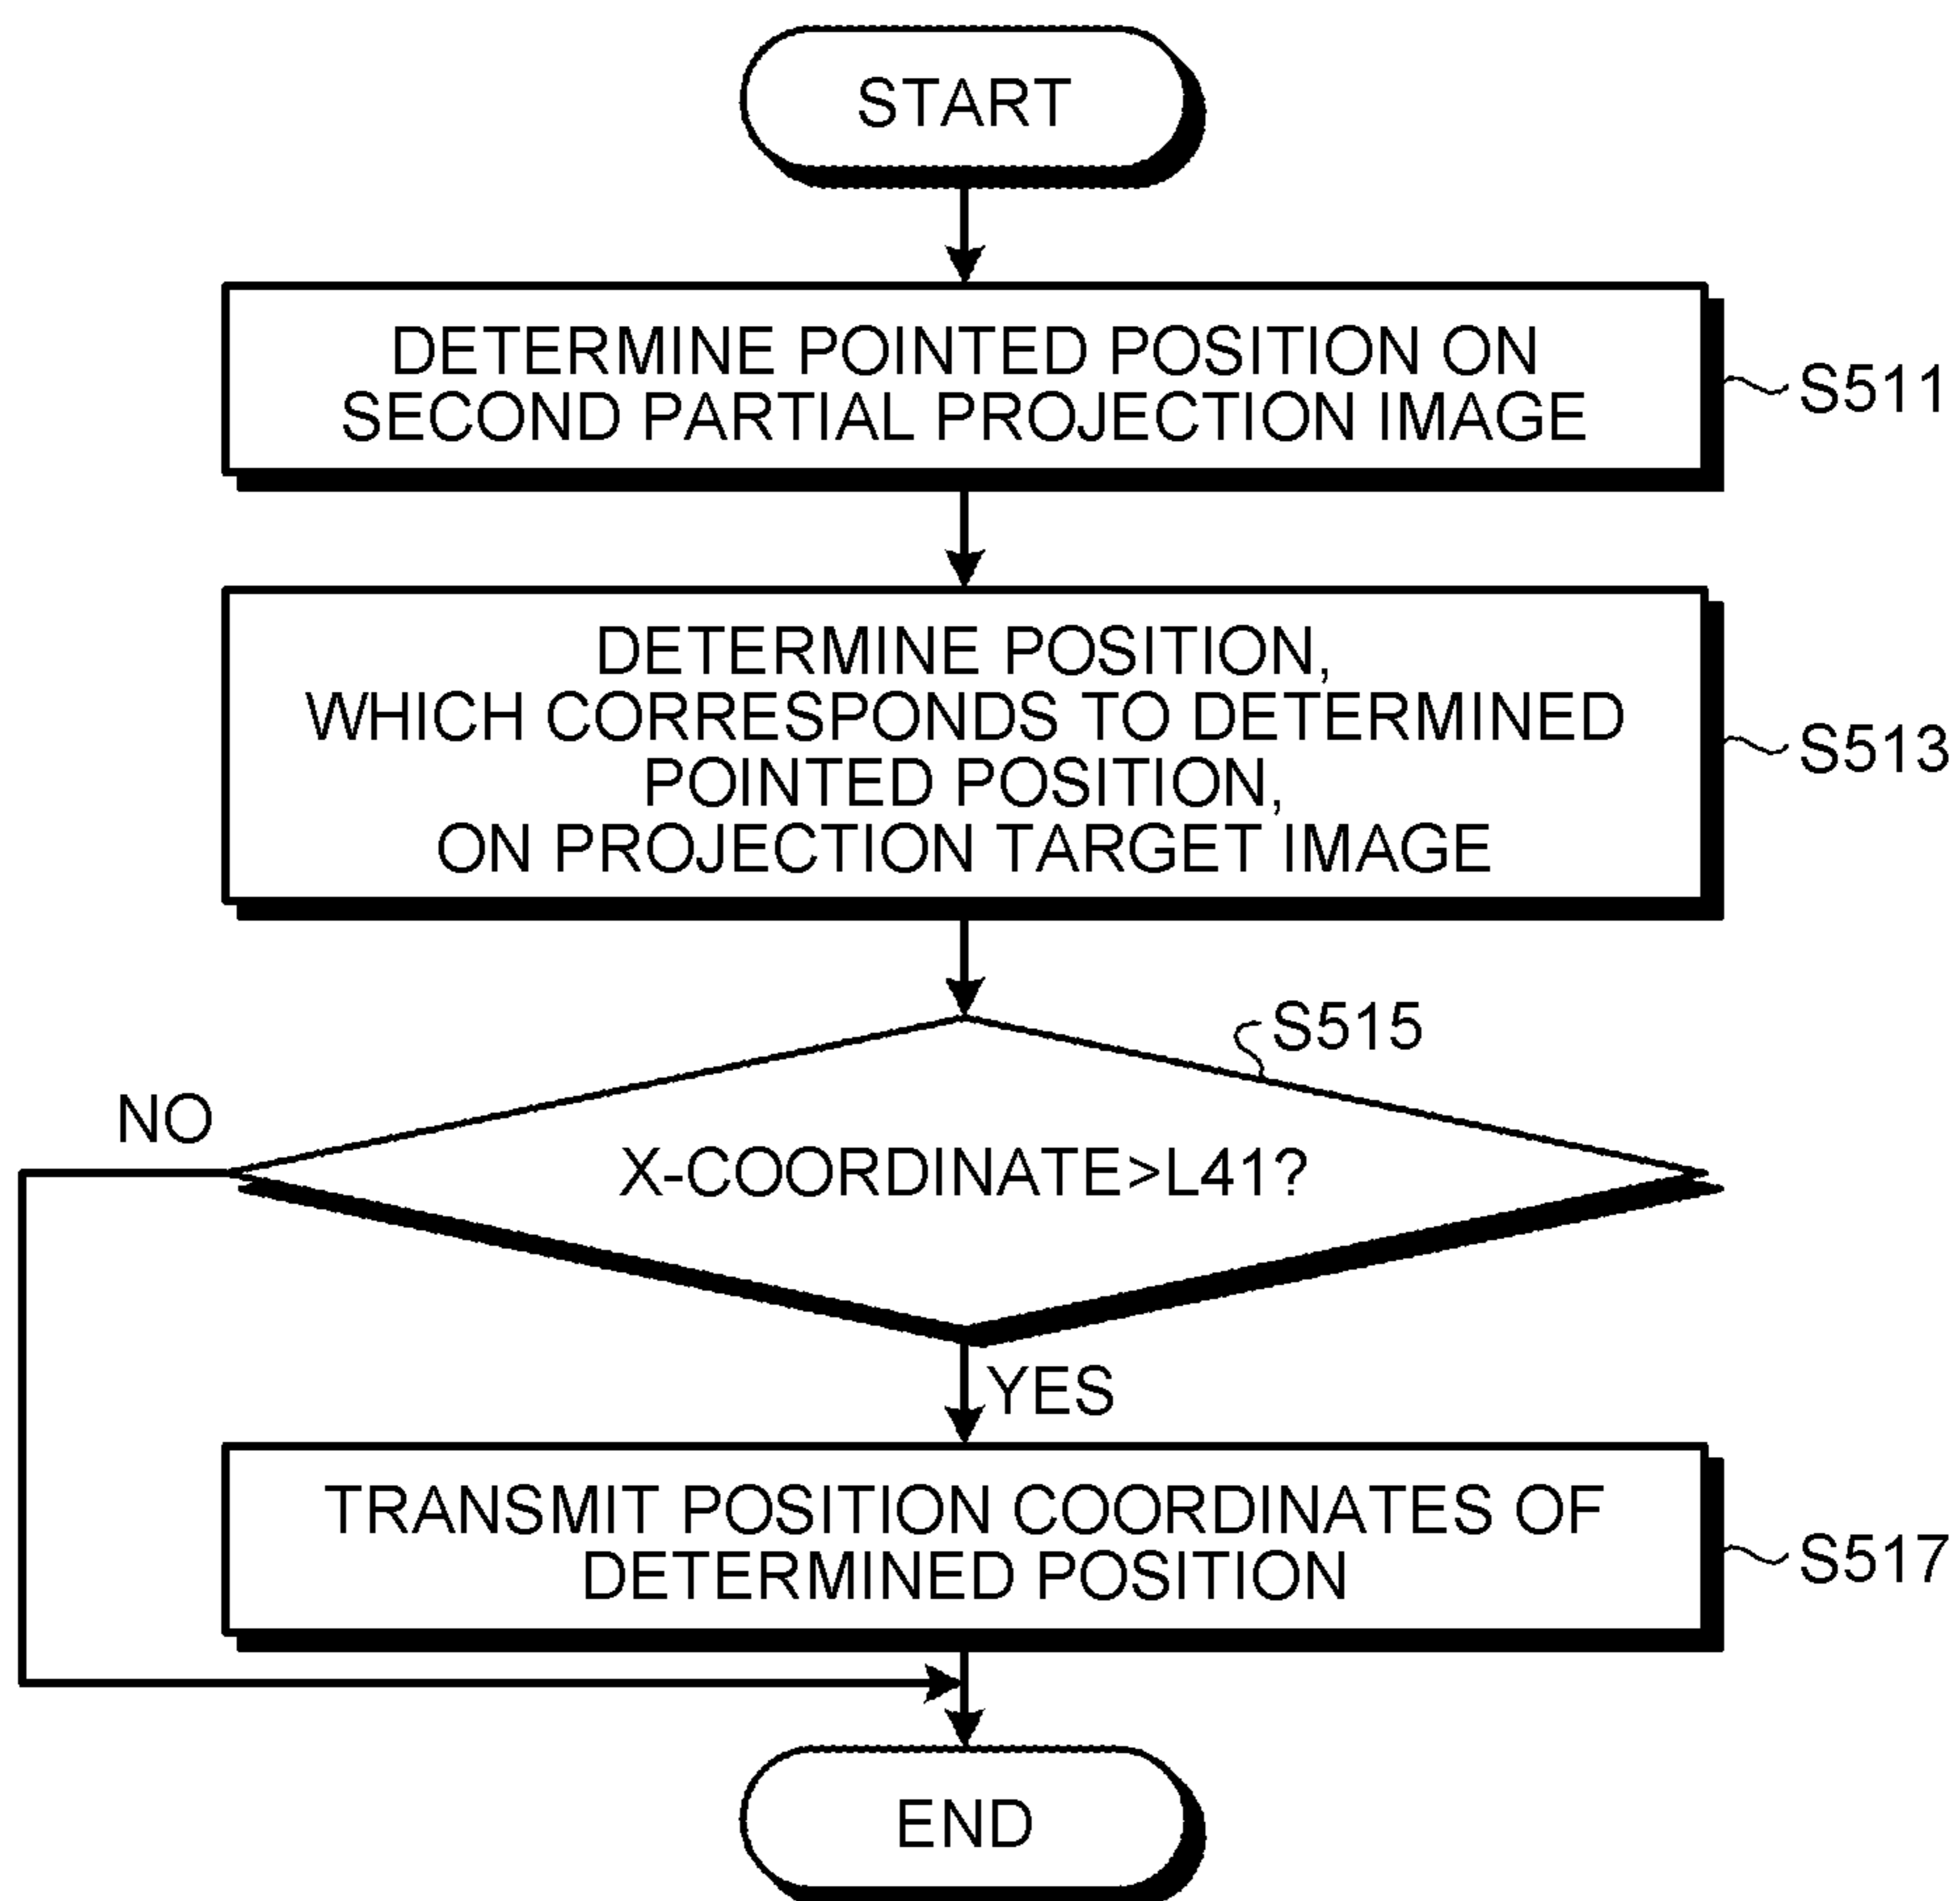 START
DETERMINE POINTED POSITION ON
SECOND PARTIAL PROJECTION IMAGE
S511
DETERMINE POSITION,
WHICH CORRESPONDS TO DETERMINED
POINTED POSITION,
ON PROJECTION TARGET IMAGE
S513
S515
NO
X-COORDINATE>L41?
YES
TRANSMIT POSITION COORDINATES OF
DETERMINED POSITION
S517
END